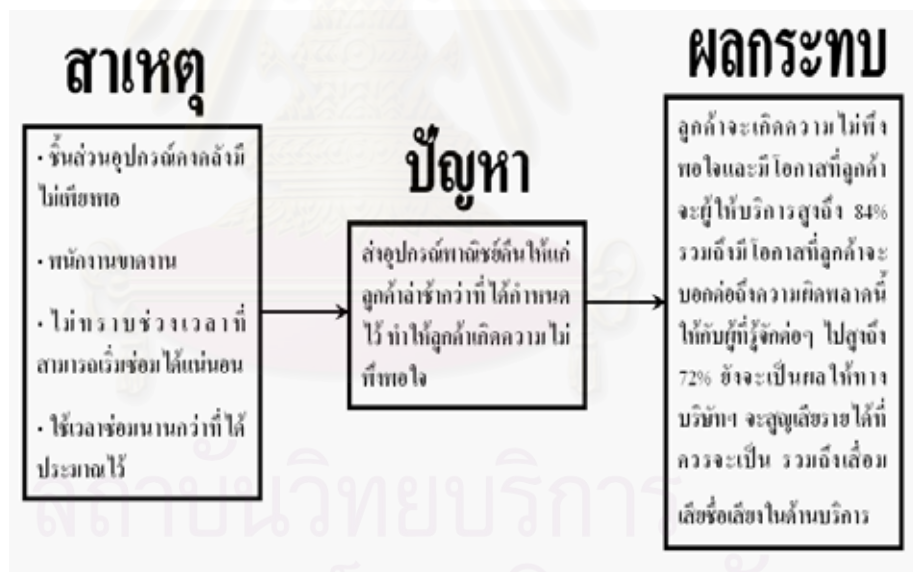 สาเหตุ
• ชิ้นส่วนอุปกรณ์คงคลังมี
ไม่เพียงพอ
• พนักงานขาดงาน
• ไม่ทราบช่วงเวลาที่
สามารถเริ่มซ่อมได้แน่นอน
• ใช้เวลาซ่อมนานกว่าที่ได้
ประมาณไว้
ปัญหา
ส่งอุปกรณ์พาณิชย์คืนให้แก่
ลูกค้าล่าช้ากว่าที่ได้กำหนด
ไว้ ทำให้ลูกค้าเกิดความไม่
พึงพอใจ
ผลกระทบ
ลูกค้าจะเกิดความไม่พึง
พอใจและมีโอกาสที่ลูกค้า
จะผู้ให้บริการสูงถึง 84%
รวมถึงมีโอกาสที่ลูกค้าจะ
บอกต่อถึงความผิดพลาดนี้
ให้กับผู้ที่รู้จักต่อๆ ไปสูงถึง
72% ยังจะเป็นผลให้ทาง
บริษัทฯ จะสูญเสียรายได้ที่
ควรจะเป็น รวมถึงเสื่อม
เสียชื่อเสียงในด้านบริการ
สถาบันวิทยบริการ